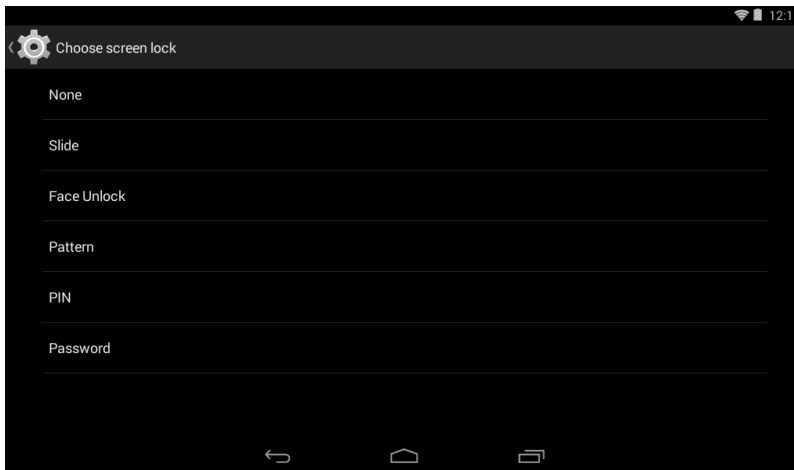 12:1
Choose screen lock
None
Slide
Face Unlock
Pattern
PIN
Password